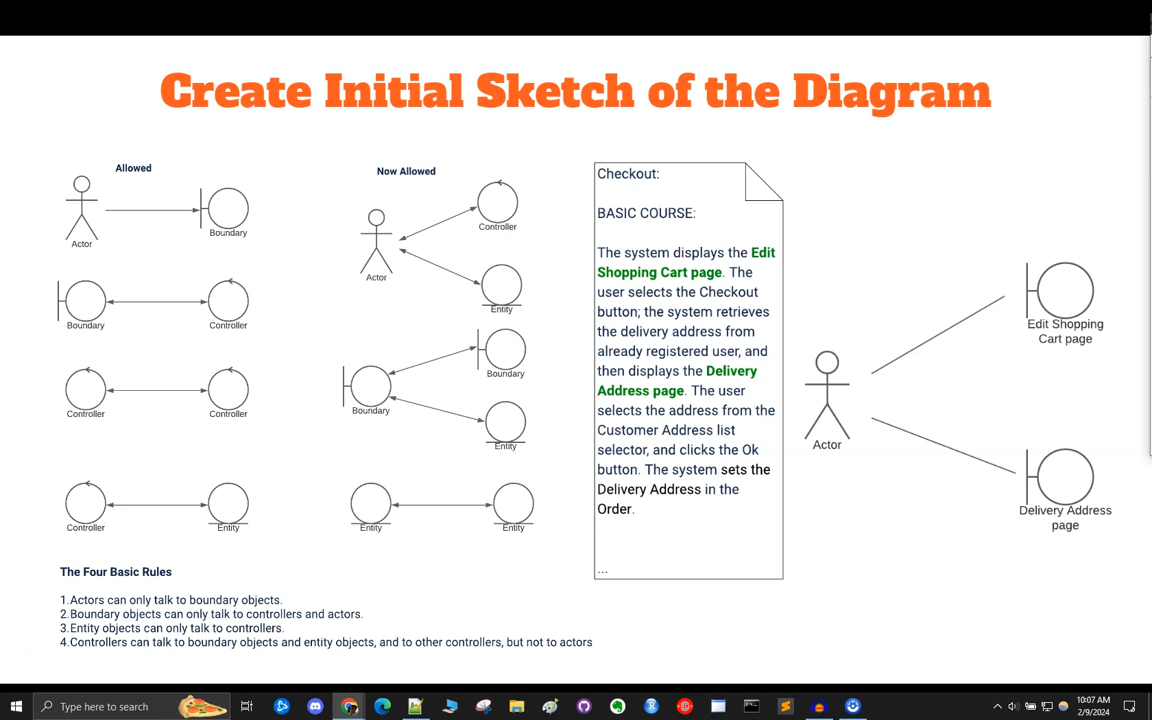 Create Initial Sketch of the Diagram
Allowed
Actor
Boundary
Boundary
Controller
Controller
Controller
Controller
Entity
Now Allowed
Controller
Actor
Entity
Boundary
Boundary
Entity
Entity
Entity
The Four Basic Rules
1.Actors can only talk to boundary objects.
2.Boundary objects can only talk to controllers and actors.
3.Entity objects can only talk to controllers.
4.Controllers can talk to boundary objects and entity objects, and to other controllers, but not to actors
Checkout:
BASIC COURSE:
The system displays the Edit
Shopping Cart page. The
user selects the Checkout
button; the system retrieves
the delivery address from
already registered user, and
then displays the Delivery
Address page. The user
selects the address from the
Customer Address list
selector, and clicks the Ok
button. The system sets the
Delivery Address in the
Order.
...
Actor
Edit Shopping
Cart page
Delivery Address
page
Type here to search
10:07 AM
2/9/2024